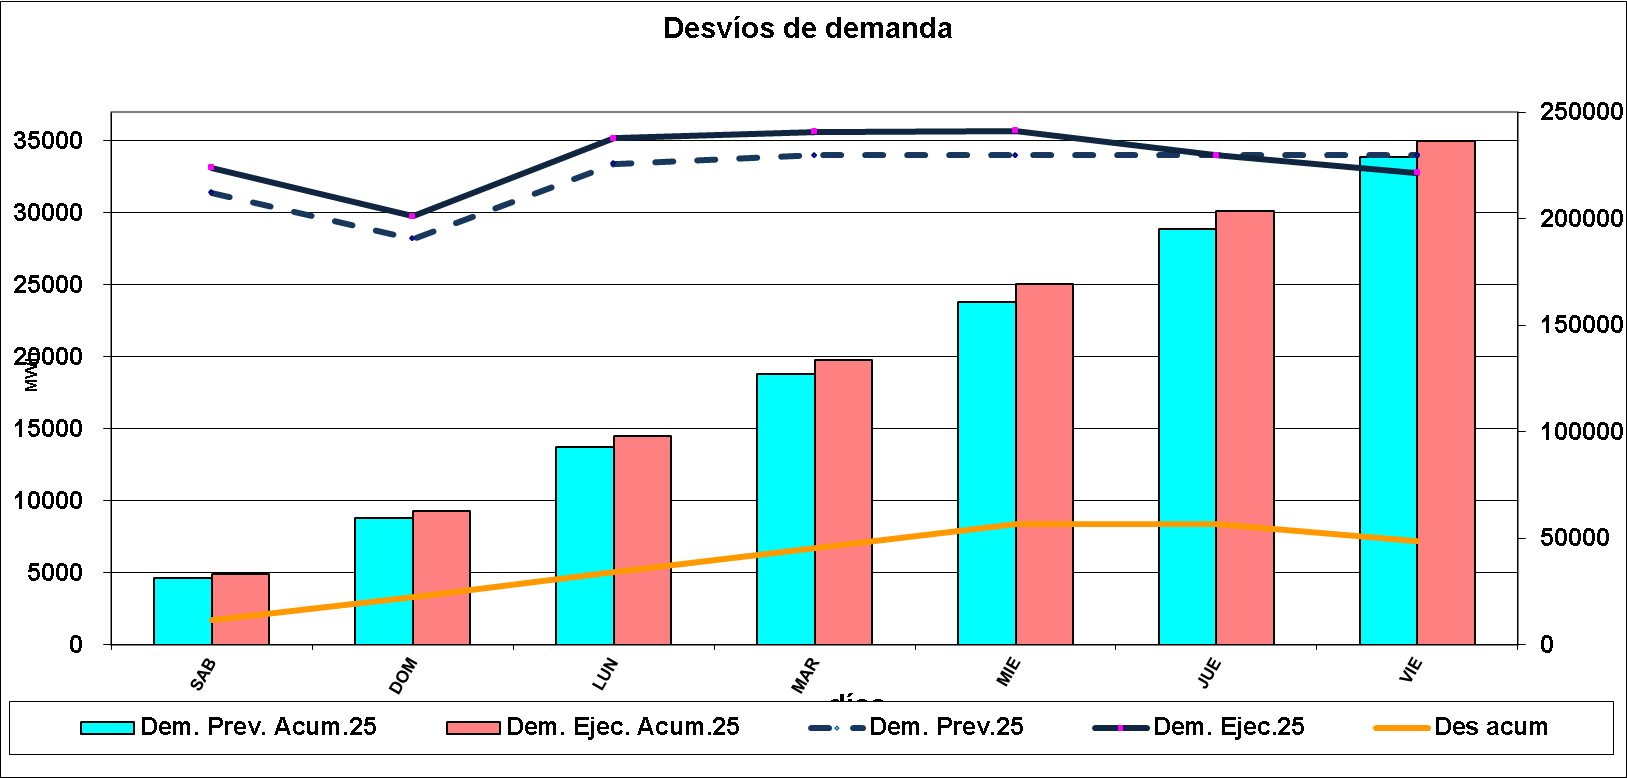 Desvíos de demanda
35000
30000
25000
20000
15000
10000
5000
0
250000
200000
150000
100000
50000
0
SAB
DOM
LUN
MAR
MIE
JUE
VIE
días
Dem. Prev. Acum.25
Dem. Ejec. Acum.25
Dem. Prev.25
Dem. Ejec.25
Des acum